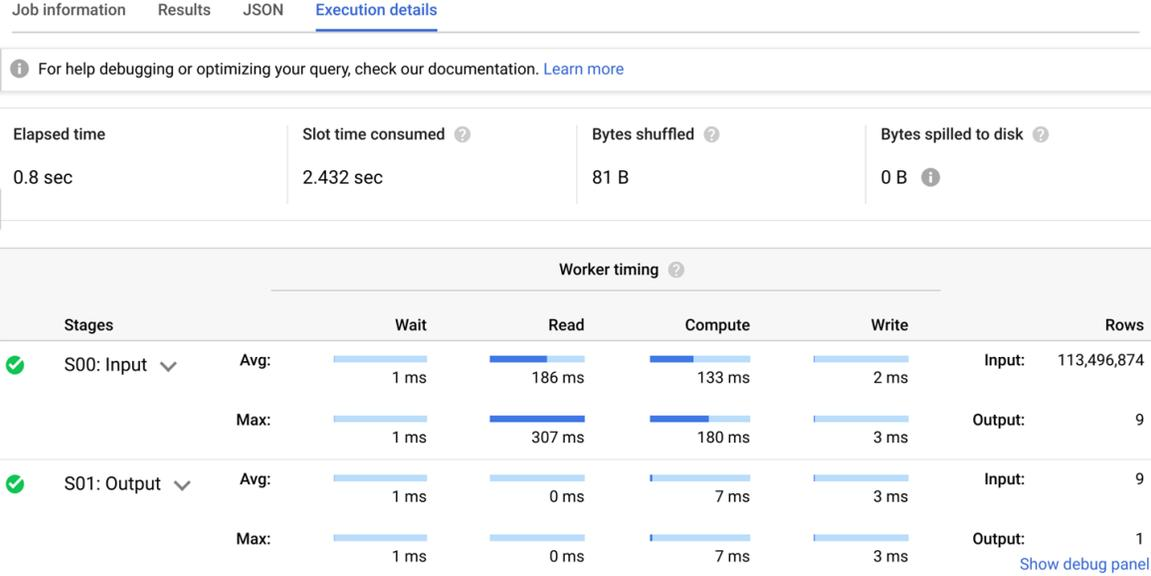 Job information Results JSON Execution details
For help debugging or optimizing your query, check our documentation. Learn more
Elapsed time Slot time consumed Bytes shuffled Bytes spilled to disk
0.8 sec 2.432 sec 81 B 0 B
Worker timing
Stages Wait Read Compute Write Rows
S00: Input Avg: 1 ms 186 ms 133 ms 2 ms Input: 113,496,874
Max: 1 ms 307 ms 180 ms 3 ms Output: 9
S01: Output Avg: 1 ms 0 ms 7 ms 3 ms Input: 9
Max: 1 ms 0 ms 7 ms 3 ms Output: 1
Show debug panel